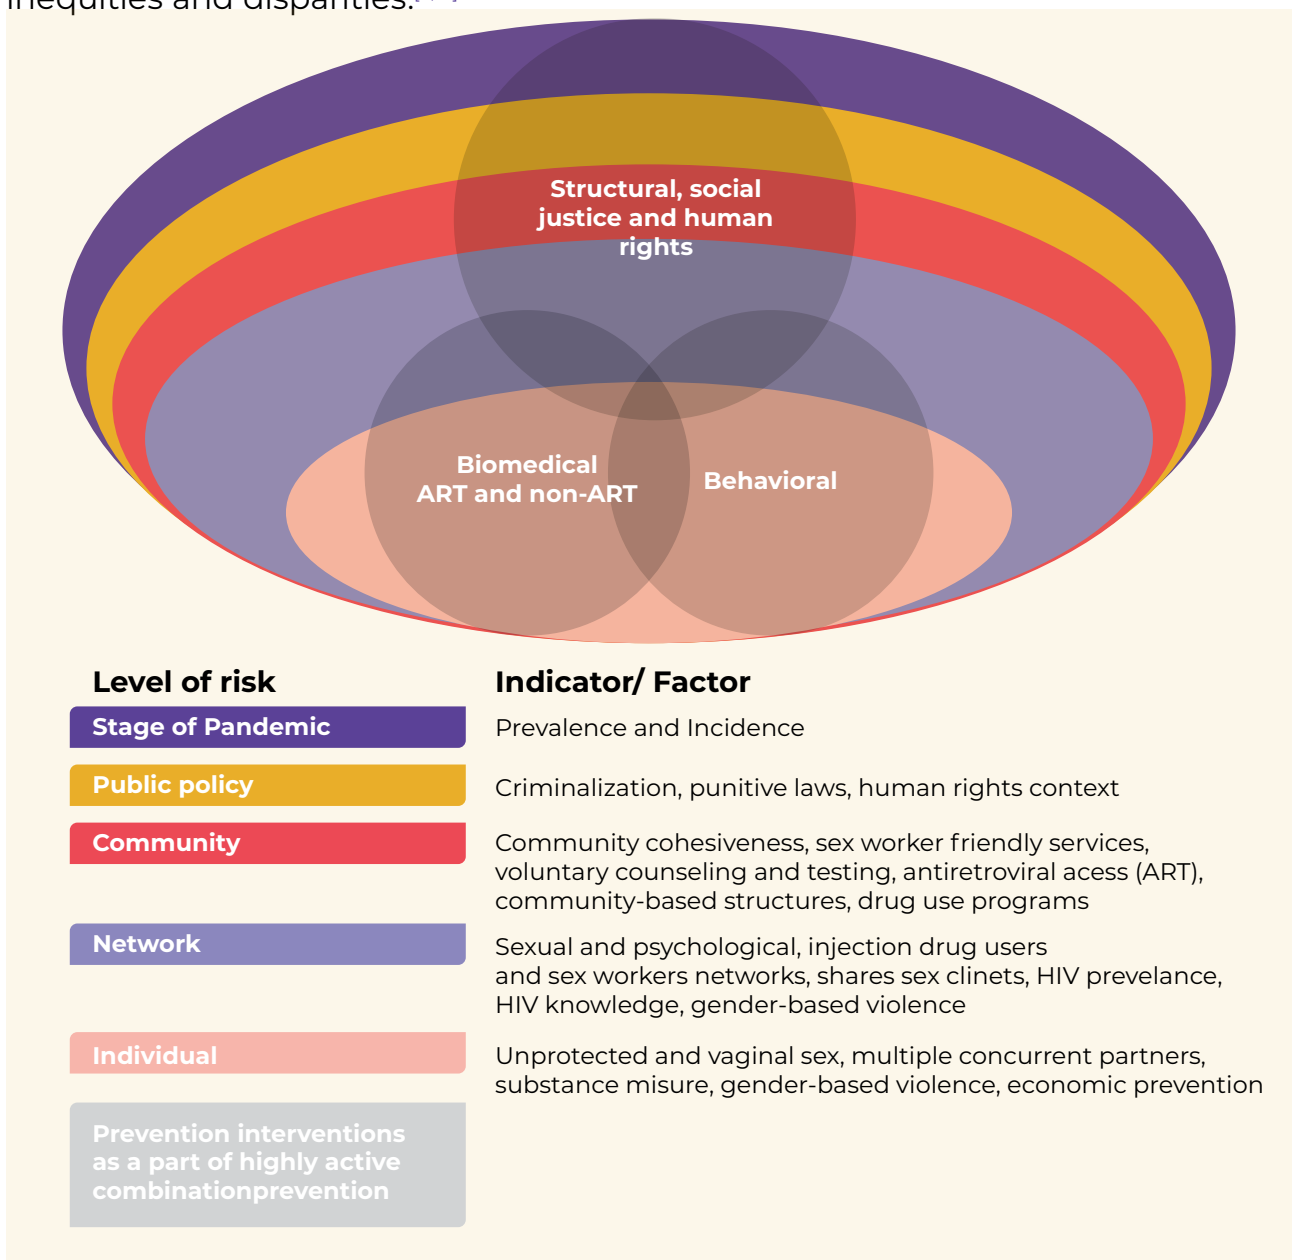 inequities and disparities.
Structural, social
justice and human
rights
Biomedical
ART and non-ART
Behavioral
Level of risk
Indicator/ Factor
Stage of Pandemic
Prevalence and Incidence
Public policy
Criminalization, punitive laws, human rights context
Community
Community cohesiveness, sex worker friendly services,
voluntary counseling and testing, antiretroviral acess (ART),
community-based structures, drug use programs
Network
Sexual and psychological, injection drug users
and sex workers networks, shares sex clinets, HIV prevelance,
HIV knowledge, gender-based violence
Individual
Unprotected and vaginal sex, multiple concurrent partners,
substance misure, gender-based violence, economic prevention
Prevention interventions
as a part of highly active
combinationprevention